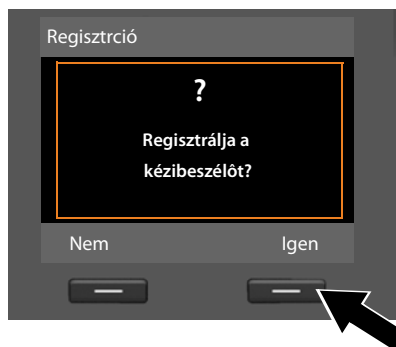 Regisztrció
?
Regisztrálja a
kézibeszélôt?
Nem Igen